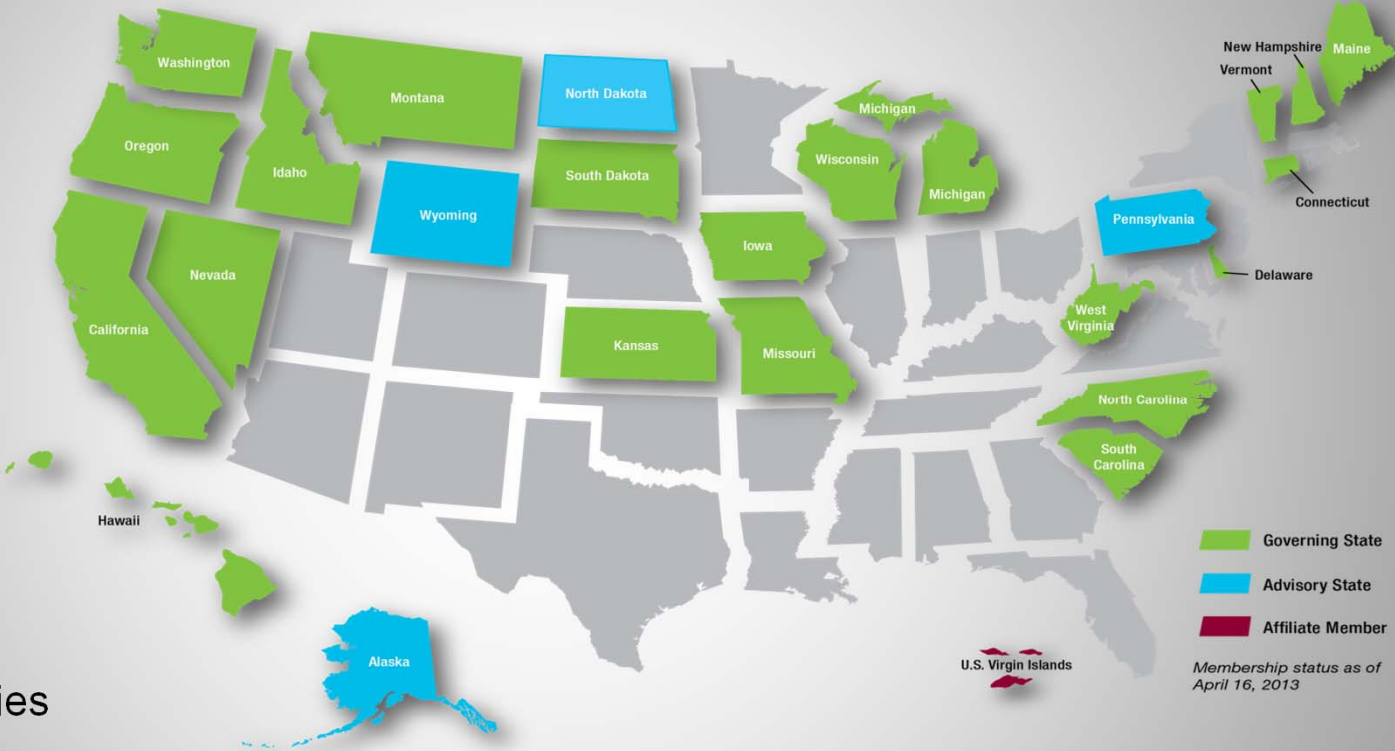 New Hampshire
Maine
Vermont
Washington
Montana
North Dakota
Michigan
Oregon
Idaho
South Dakota
Wisconsin
Michigan
Connecticut
Wyoming
Pennsylvania
Iowa
Nevada
Delaware
California
West
Virginia
Kansas
Missouri
North Carolina
South
Carolina
Hawaii
Governing State
Advisory State
Affiliate Member
Alaska
U.S. Virgin Islands
Membership status as of
April 16, 2013
ies